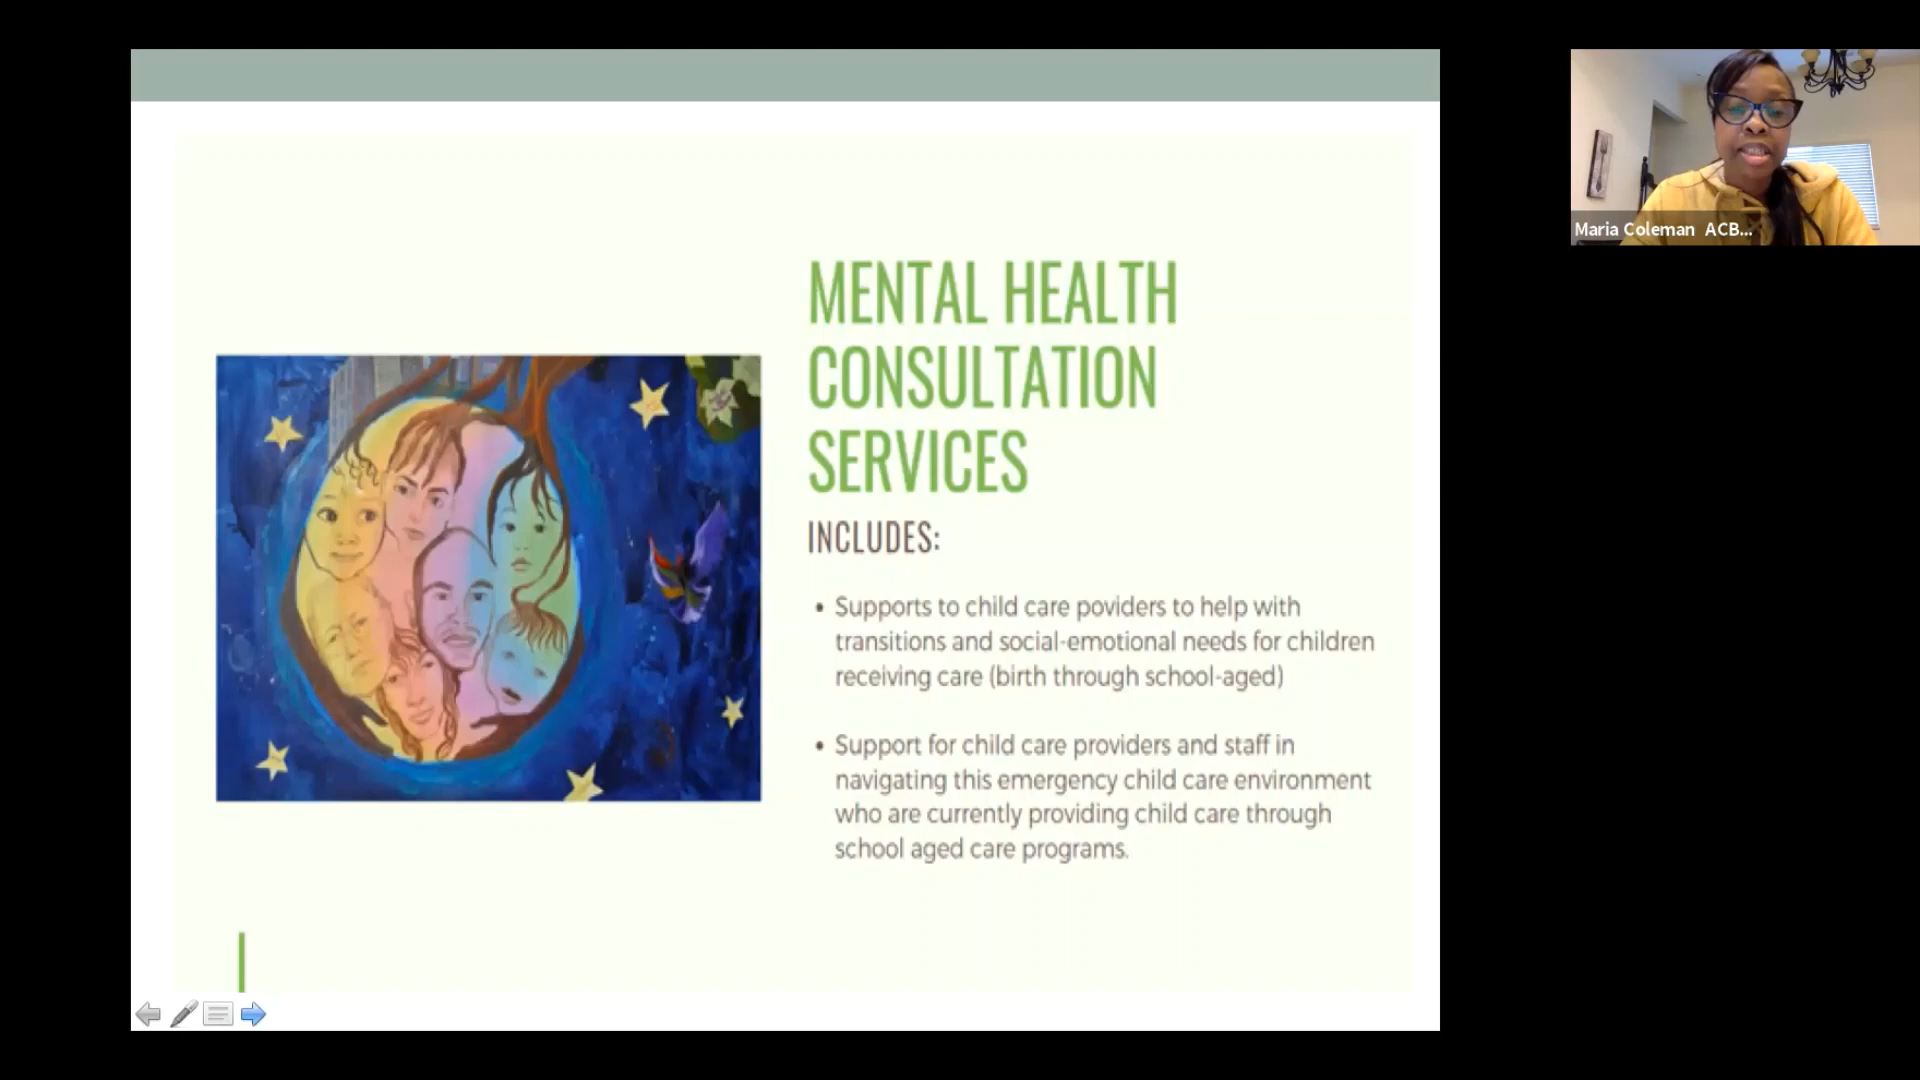 MENTAL HEALTH
CONSULTATION
SERVICES
INCLUDES:
• Supports to child care poviders to help with
transitions and social-emotional needs for children
receiving care (birth through school-aged)
• Support for child care providers and staff in
navigating this emergency child care environment
who are currently providing child care through
school aged care programs.
Maria Coleman ACB...